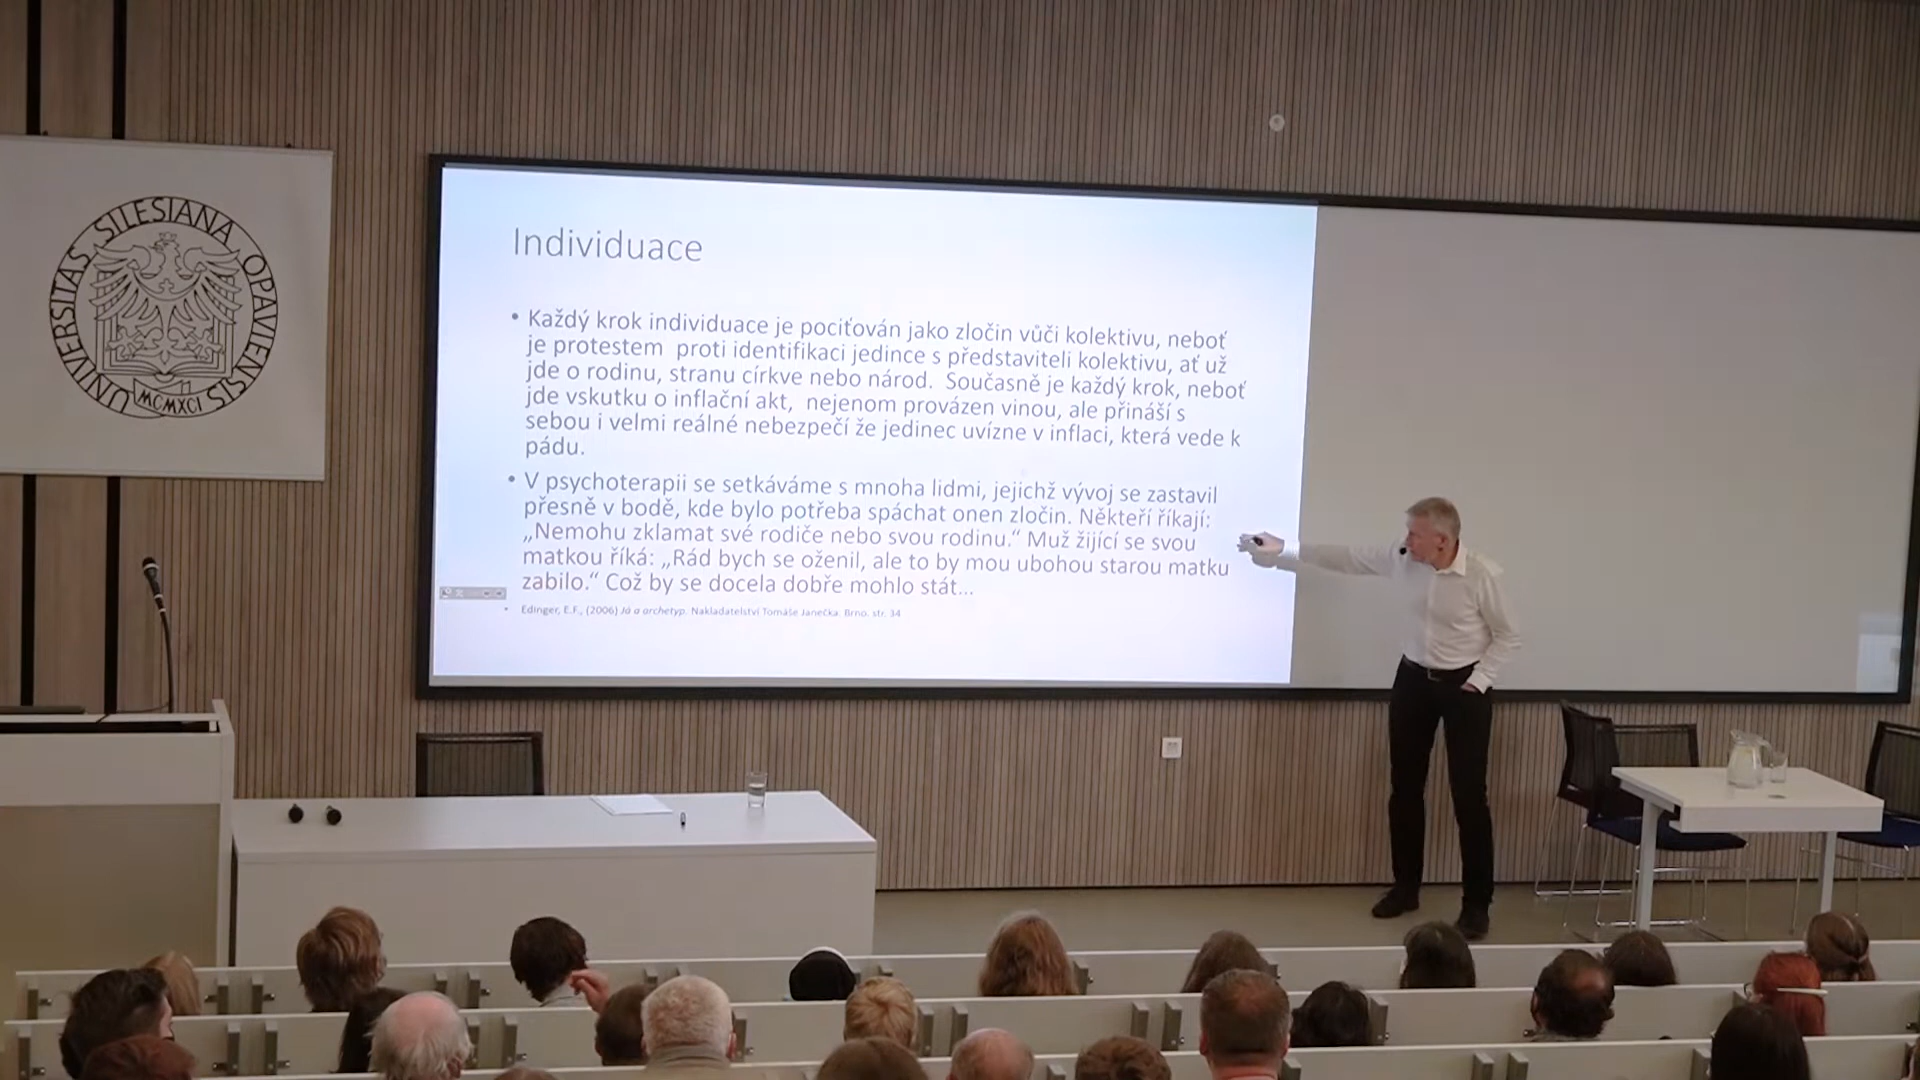 UNIVERSITAS SILESIANA OPAVIENSIS
MCMXCI
Individuace
• Každý krok individuace je pociťován jako zločin vůči kolektivu, neboť
je protestem proti identifikaci jedince s představiteli kolektivu, ať už
jde o rodinu, stranu církve nebo národ. Současně je každý krok, neboť
jde vskutku o inflační akt, nejenom provázen vinou, ale přináší s
sebou i velmi reálné nebezpečí že jedinec uvízne v inflaci, která vede k
pádu.
• V psychoterapii se setkáváme s mnoha lidmi, jejichž vývoj se zastavil
přesně v bodě, kde bylo potřeba spáchat onen zločin. Někteří říkají:
„Nemohu zklamat své rodiče nebo svou rodinu.“ Muž žijící se svou
matkou říká: „Rád bych se oženil, ale to by mou ubohou starou matku
zabilo.“ Což by se docela dobře mohlo stát...
• Edinger, E.F., (2006) Já a archetyp. Nakladatelství Tomáše Janečka. Brno. str. 34